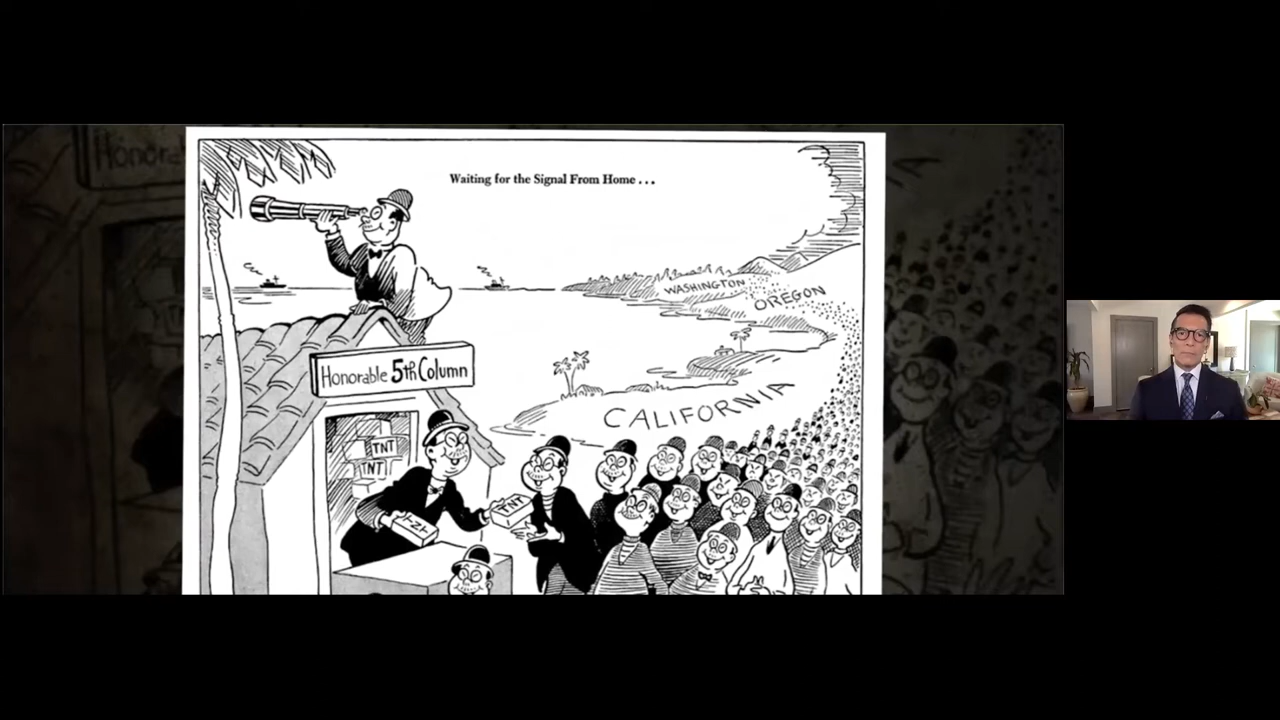 Waiting for the Signal From Home...
WASHINGTON
OREGON
Honorable 5th Column
CALIFORNIA
TNT
TNT
TNT
TNT
Honora